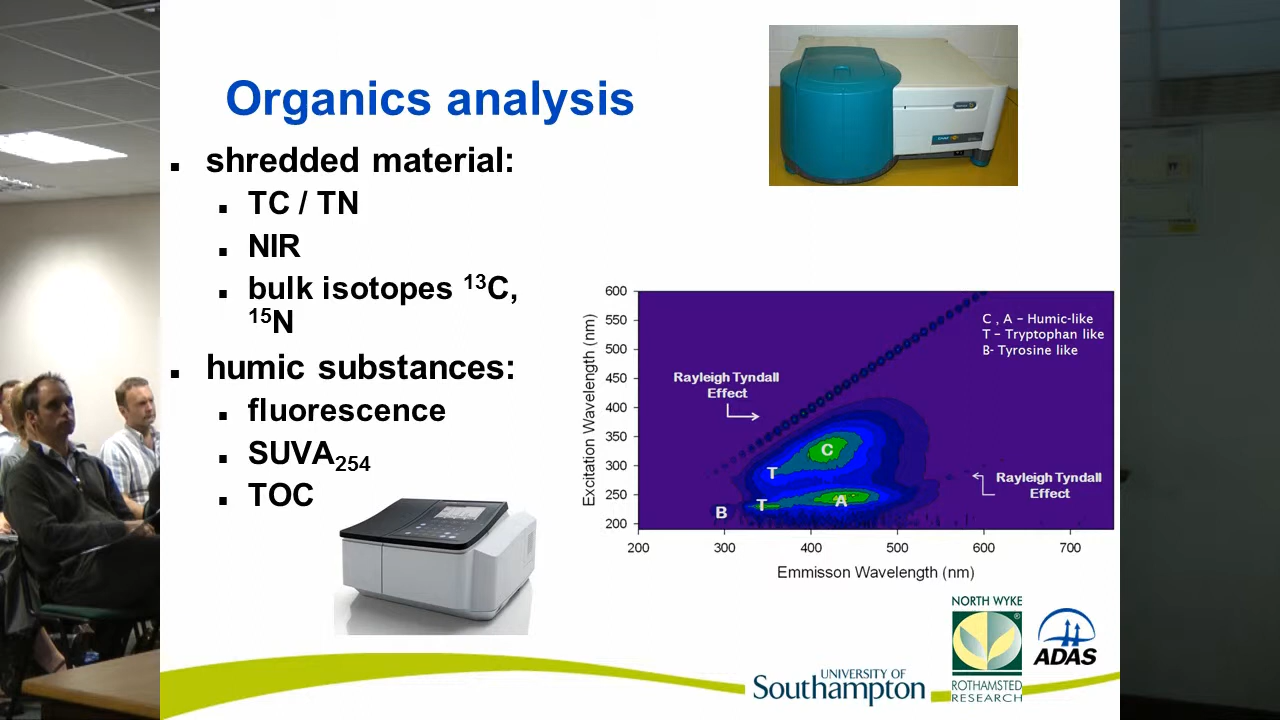 Organics analysis
shredded material:
TC / TN
NIR
bulk isotopes ¹³C,
¹⁵N
humic substances:
fluorescence
SUVA₂₅₄
TOC
600
550
500
450
400
350
300
250
200
Excitation Wavelength (nm)
C , A – Humic-like
T – Tryptophan like
B- Tyrosine like
Rayleigh Tyndall
Effect
C
T
Rayleigh Tyndall
Effect
B
T
A
200 300 400 500 600 700
Emmisson Wavelength (nm)
NORTH WYKE
®
ROTHAMSTED
RESEARCH
ADAS
UNIVERSITY OF
Southampton